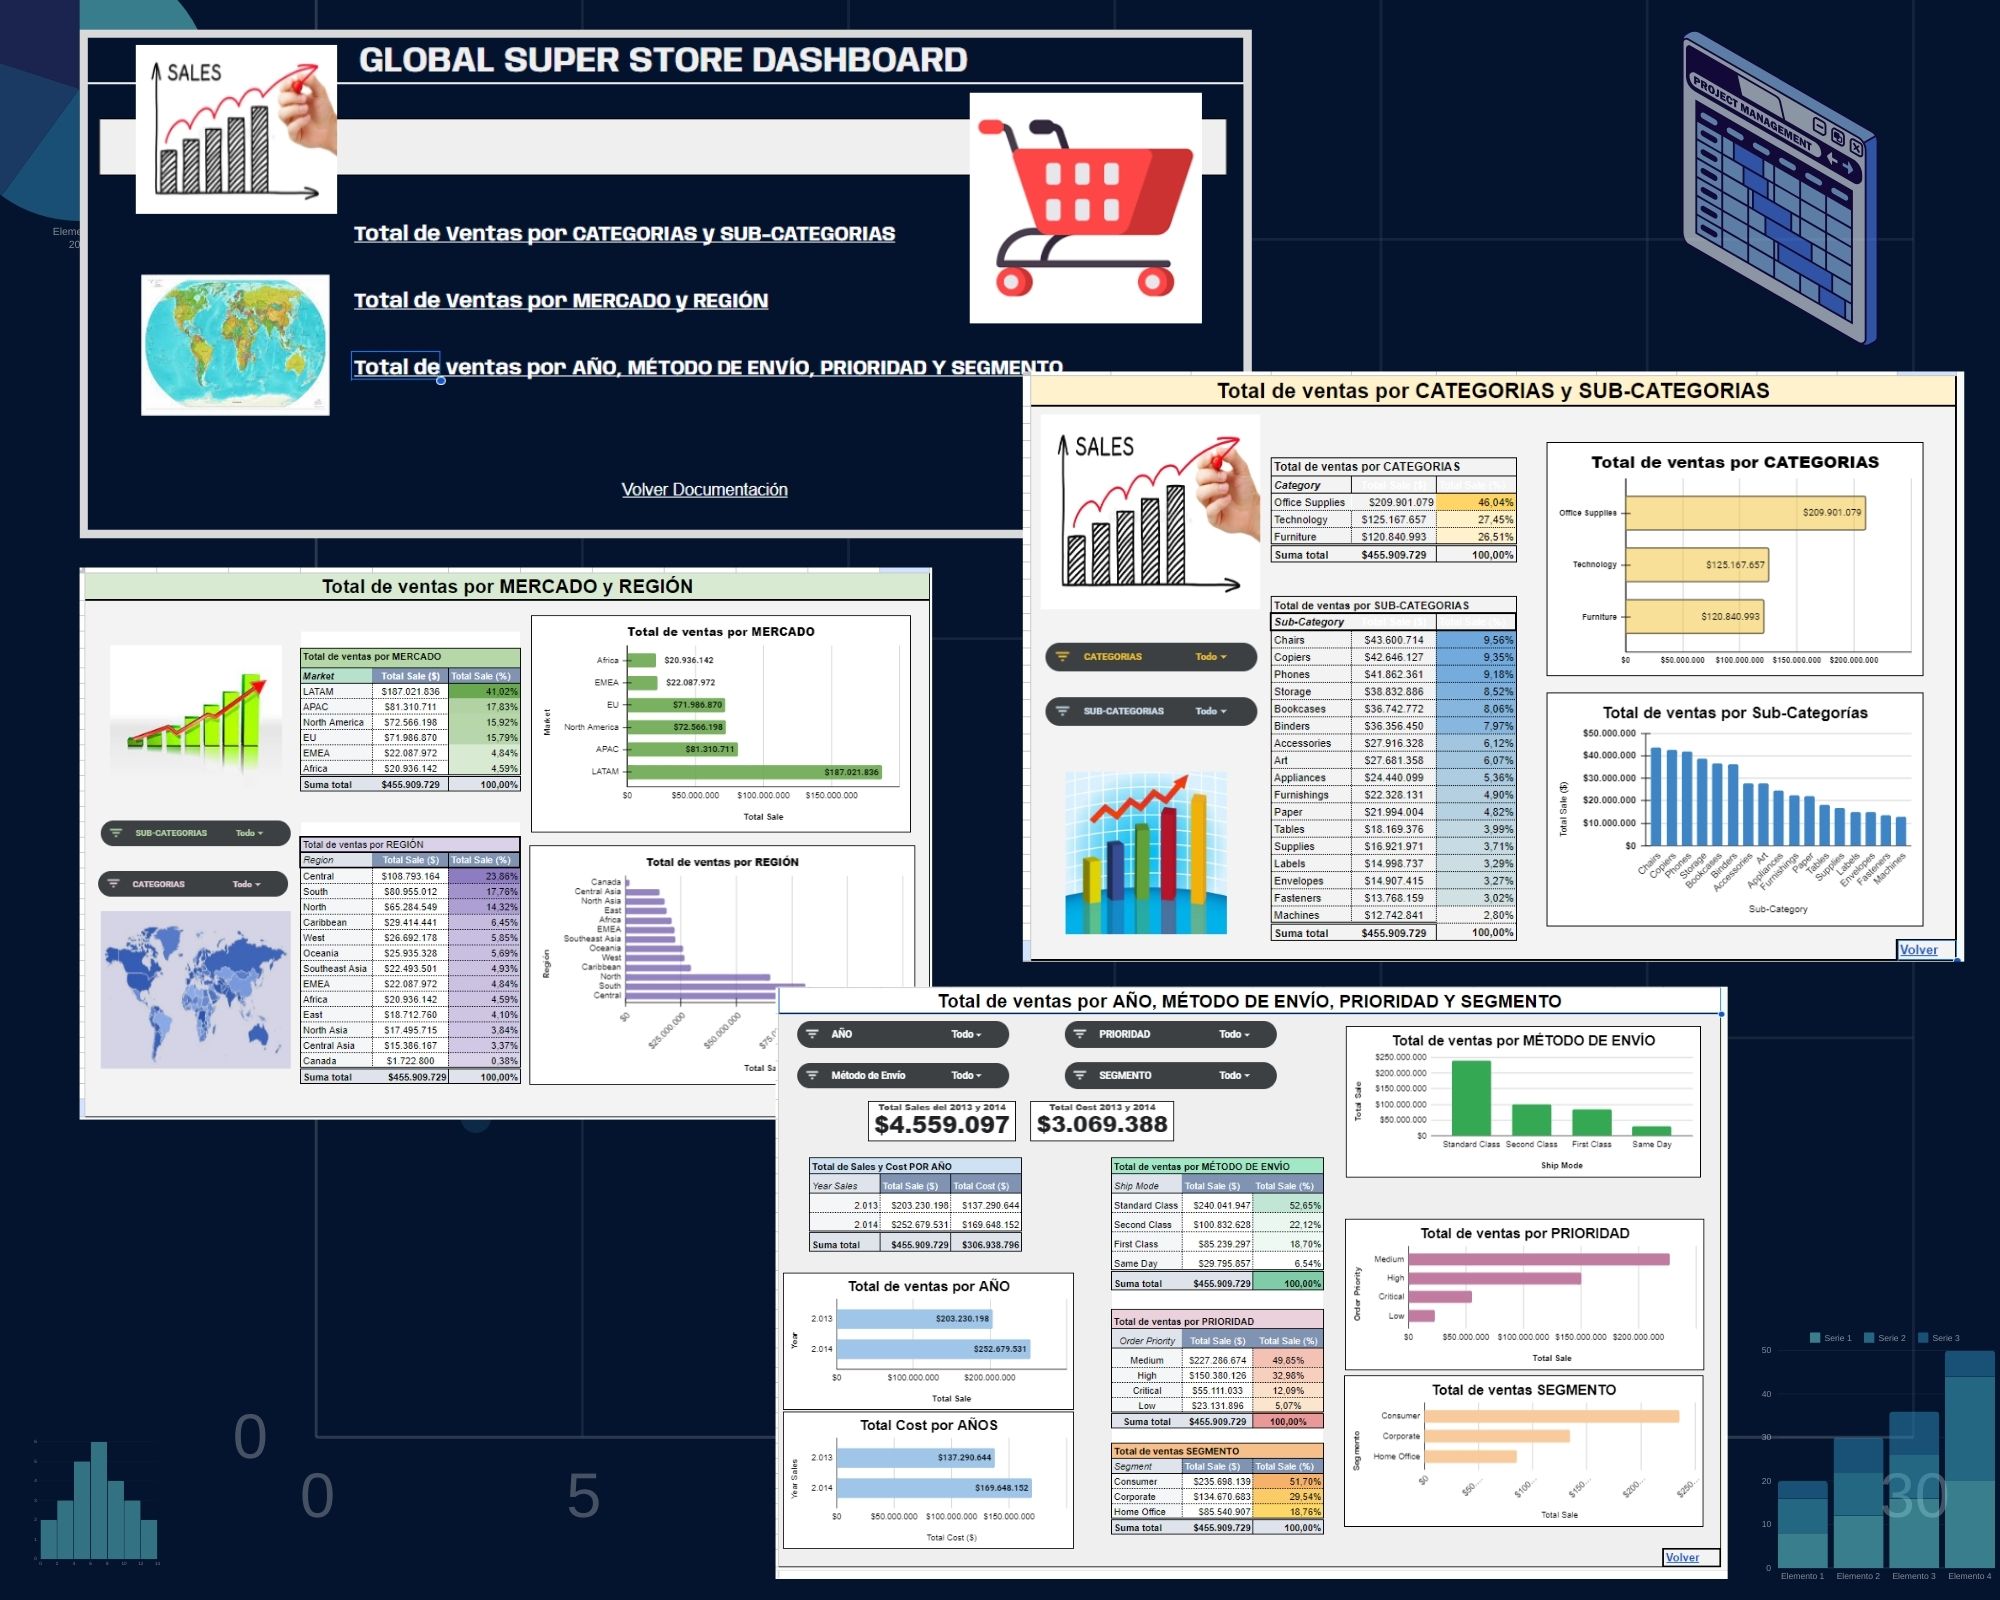 GLOBAL SUPER STORE DASHBOARD
SALES
Total de Ventas por CATEGORIAS y SUB-CATEGORIAS
Total de Ventas por MERCADO y REGIÓN
Total de ventas por AÑO, MÉTODO DE ENVÍO, PRIORIDAD Y SEGMENTO
Volver Documentación
PROJECT MANAGEMENT
Total de ventas por CATEGORIAS y SUB-CATEGORIAS
SALES
CATEGORIAS Todo
SUB-CATEGORIAS Todo
Total de ventas por CATEGORIAS
Category Total Sale ($) Total Sale (%)
Office Supplies $209.901.079 46,04%
Technology $125.167.657 27,45%
Furniture $120.840.993 26,51%
Suma total $455.909.729 100,00%
Total de ventas por SUB-CATEGORIAS
Sub-Category Total Sale ($) Total Sale (%)
Chairs $43.600.714 9,56%
Copiers $42.646.127 9,35%
Phones $41.862.361 9,18%
Storage $38.832.886 8,52%
Bookcases $36.742.772 8,06%
Binders $36.356.450 7,97%
Accessories $27.916.328 6,12%
Art $27.681.358 6,07%
Appliances $24.440.099 5,36%
Furnishings $22.328.131 4,90%
Paper $21.994.004 4,82%
Tables $18.169.376 3,99%
Supplies $16.921.971 3,71%
Labels $14.998.737 3,29%
Envelopes $14.907.415 3,27%
Fasteners $13.768.159 3,02%
Machines $12.742.841 2,80%
Suma total $455.909.729 100,00%
Total de ventas por CATEGORIAS
Office Supplies $209.901.079
Technology $125.167.657
Furniture $120.840.993
$0 $50.000.000 $100.000.000 $150.000.000 $200.000.000
Total de ventas por Sub-Categorías
Total Sale ($)
$50.000.000
$40.000.000
$30.000.000
$20.000.000
$10.000.000
$0
Chairs Copiers Phones Storage Bookcases Binders Accessories Art Appliances Furnishings Paper Tables Supplies Labels Envelopes Fasteners Machines
Sub-Category
Volver
Total de ventas por MERCADO y REGIÓN
SUB-CATEGORIAS Todo
CATEGORIAS Todo
Total de ventas por MERCADO
Market Total Sale ($) Total Sale (%)
LATAM $187.021.836 41,02%
APAC $81.310.711 17,83%
North America $72.566.198 15,92%
EU $71.986.870 15,79%
EMEA $22.087.972 4,84%
Africa $20.936.142 4,59%
Suma total $455.909.729 100,00%
Total de ventas por REGIÓN
Region Total Sale ($) Total Sale (%)
Central $108.793.164 23,86%
South $80.955.012 17,76%
North $65.284.549 14,32%
Caribbean $29.414.441 6,45%
West $26.692.178 5,85%
Oceania $25.935.328 5,69%
Southeast Asia $22.493.501 4,93%
EMEA $22.087.972 4,84%
Africa $20.936.142 4,59%
East $18.712.760 4,10%
North Asia $17.495.715 3,84%
Central Asia $15.386.167 3,37%
Canada $1.722.800 0,38%
Suma total $455.909.729 100,00%
Total de ventas por MERCADO
Market
Africa $20.936.142
EMEA $22.087.972
EU $71.986.870
North America $72.566.198
APAC $81.310.711
LATAM $187.021.836
$0 $50.000.000 $100.000.000 $150.000.000
Total Sale
Total de ventas por REGIÓN
Región
Canada
Central Asia
North Asia
East
Africa
EMEA
Southeast Asia
Oceania
West
Caribbean
North
South
Central
$0 $25.000.000 $50.000.000 $75.0
Total Sa
Total de ventas por AÑO, MÉTODO DE ENVÍO, PRIORIDAD Y SEGMENTO
AÑO Todo
PRIORIDAD Todo
Método de Envío Todo
SEGMENTO Todo
Total Sales del 2013 y 2014
$4.559.097
Total Cost 2013 y 2014
$3.069.388
Total de Sales y Cost POR AÑO
Year Sales Total Sale ($) Total Cost ($)
2.013 $203.230.198 $137.290.644
2.014 $252.679.531 $169.648.152
Suma total $455.909.729 $306.938.796
Total de ventas por AÑO
Year
2.013 $203.230.198
2.014 $252.679.531
$0 $100.000.000 $200.000.000
Total Sale
Total Cost por AÑOS
Year Sales
2.013 $137.290.644
2.014 $169.648.152
$0 $50.000.000 $100.000.000 $150.000.000
Total Cost ($)
Total de ventas por MÉTODO DE ENVÍO
Ship Mode Total Sale ($) Total Sale (%)
Standard Class $240.041.947 52,65%
Second Class $100.832.628 22,12%
First Class $85.239.297 18,70%
Same Day $29.795.857 6,54%
Suma total $455.909.729 100,00%
Total de ventas por PRIORIDAD
Order Priority Total Sale ($) Total Sale (%)
Medium $227.286.674 49,85%
High $150.380.126 32,98%
Critical $55.111.033 12,09%
Low $23.131.896 5,07%
Suma total $455.909.729 100,00%
Total de ventas SEGMENTO
Segment Total Sale ($) Total Sale (%)
Consumer $235.698.139 51,70%
Corporate $134.670.683 29,54%
Home Office $85.540.907 18,76%
Suma total $455.909.729 100,00%
Total de ventas por MÉTODO DE ENVÍO
Total Sale
$250.000.000
$200.000.000
$150.000.000
$100.000.000
$50.000.000
$0
Standard Class Second Class First Class Same Day
Ship Mode
Total de ventas por PRIORIDAD
Order Priority
Medium
High
Critical
Low
$0 $50.000.000 $100.000.000 $150.000.000 $200.000.000
Total Sale
Total de ventas SEGMENTO
Segmento
Consumer
Corporate
Home Office
$0 $50... $100... $150... $200... $250...
Total Sale
Volver
Eleme
20
0
0 5 30
Serie 1 Serie 2 Serie 3
50
40
30
20
10
0
Elemento 1 Elemento 2 Elemento 3 Elemento 4